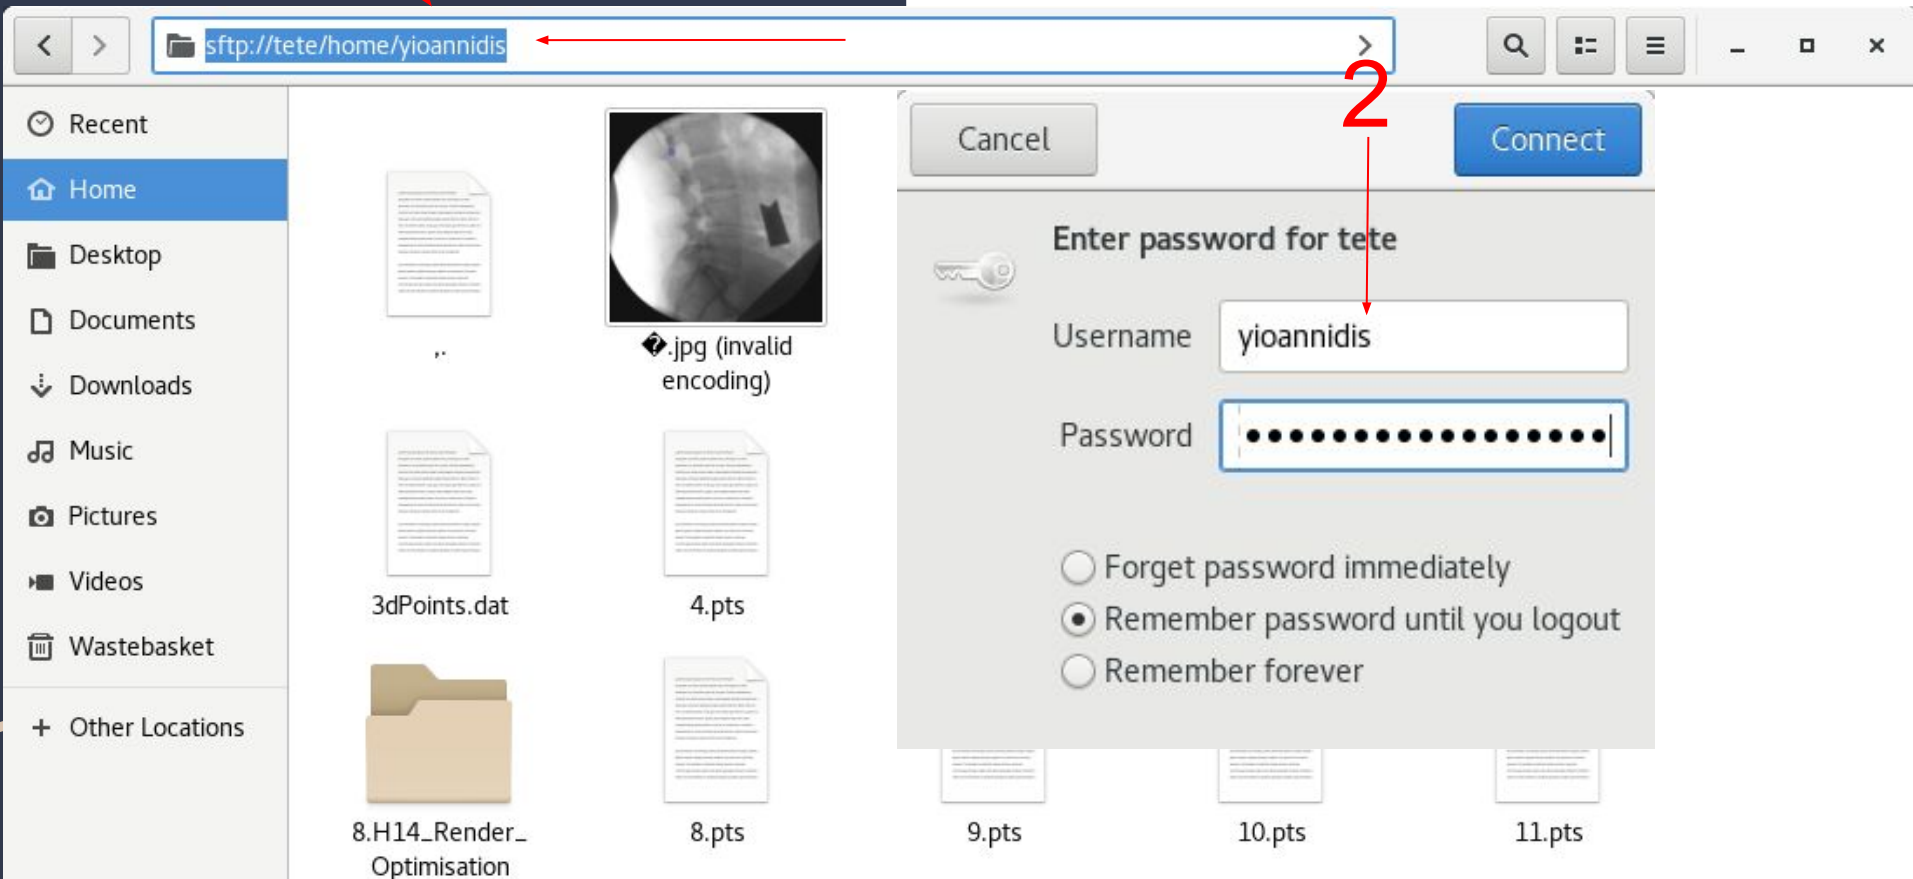 sftp://tete/home/yioannidis
2
Recent
Home
Desktop
Documents
Downloads
Music
Pictures
Videos
Wastebasket
+ Other Locations
,.
�.jpg (invalid
encoding)
3dPoints.dat
4.pts
8.H14_Render_
Optimisation
8.pts
9.pts
10.pts
11.pts
Cancel
Connect
Enter password for tete
Username yioannidis
Password ●●●●●●●●●●●●●●●●●
Forget password immediately
Remember password until you logout
Remember forever